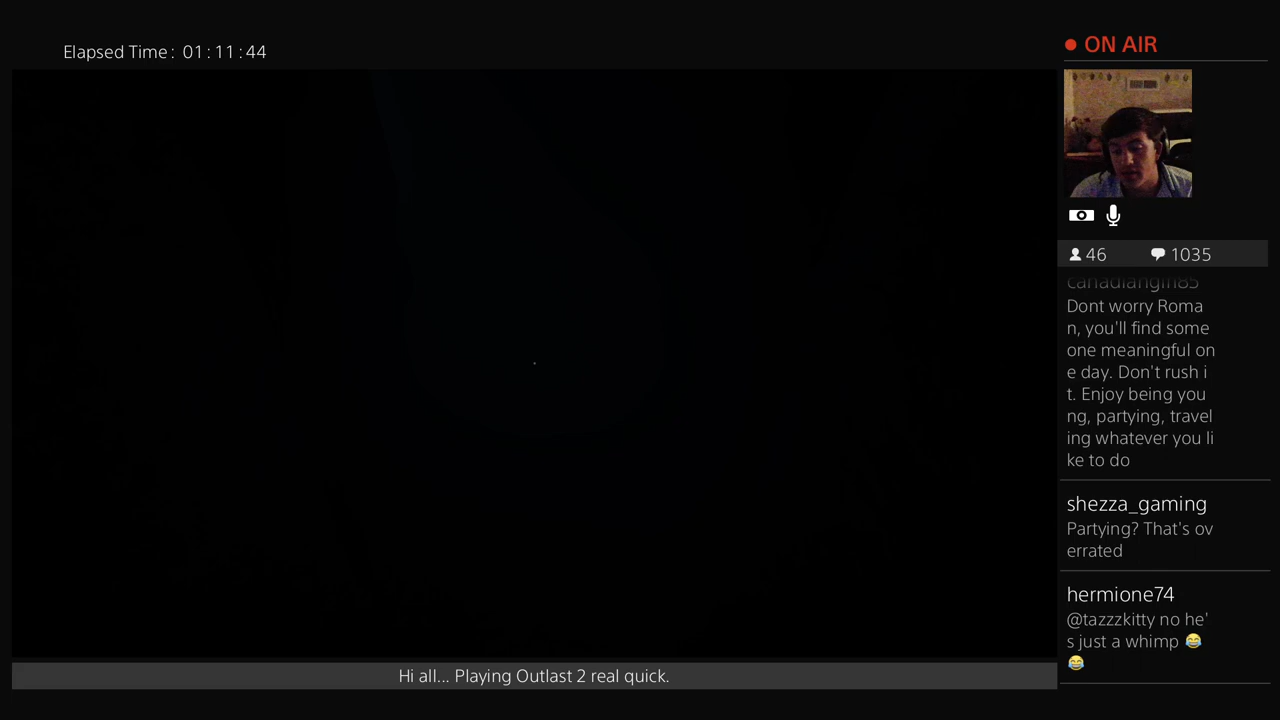 Elapsed Time: 01:11:44
ON AIR
46 1035
canadiangirl85
Dont worry Roma
n, you'll find some
one meaningful on
e day. Don't rush i
t. Enjoy being you
ng, partying, travel
ing whatever you li
ke to do
shezza_gaming
Partying? That's ov
errated
hermione74
@tazzzkitty no he'
s just a whimp 😂
😂
Hi all... Playing Outlast 2 real quick.